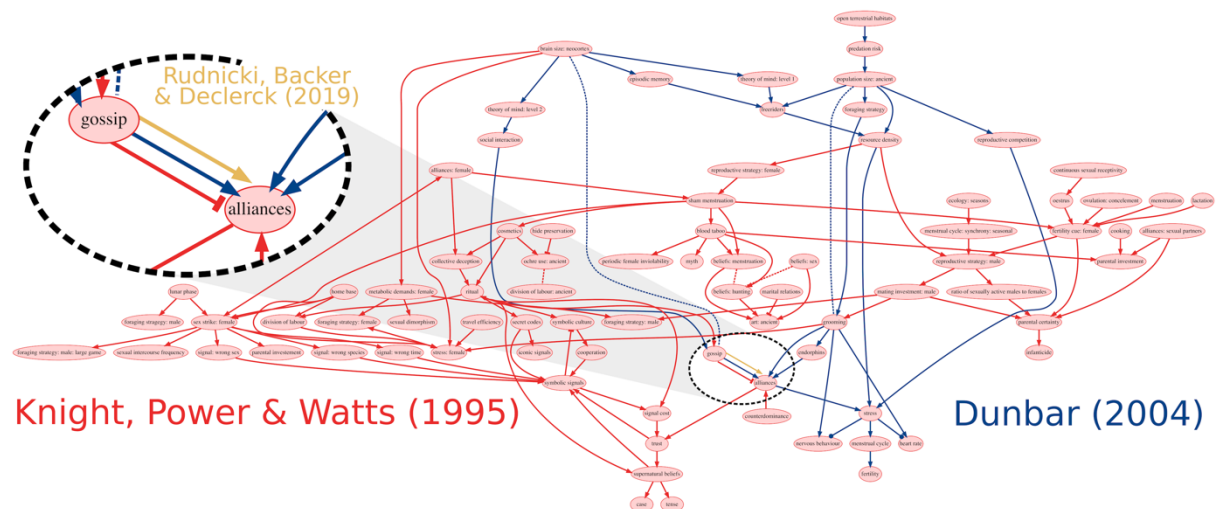 open terrestrial habitats
brain size: neocortex
predation risk
Rudnicki, Backer
& Declerck (2019)
episodic memory
theory of mind: level 1
population size: ancient
theory of mind: level 2
freeriders
foraging strategy
gossip
social interaction
resource density
reproductive competition
alliances: female
reproductive strategy: female
continuous sexual receptivity
alliances
sham menstruation
ecology: seasons
oestrus
ovulation: concelement
menstruation
lactation
cosmetics
hide preservation
blood taboo
menstrual cycle: synchrony: seasonal
fertility cue: female
cooking
alliances: sexual partners
collective deception
ochre use: ancient
periodic female inviolability
myth
beliefs: menstruation
beliefs: sex
reproductive strategy: male
parental investment
lunar phase
home base
metabolic demands: female
ritual
division of labour: ancient
beliefs: hunting
marital relations
mating investment: male
ratio of sexually active males to females
foraging stragegy: male
sex strike: female
division of labour
foraging strategy: female
sexual dimorphism
travel efficiency
secret codes
symbolic culture
foraging strategy: male
art: ancient
grooming
parental certainty
foraging strategy: male: large game
sexual intercourse frequency
signal: wrong sex
parental investement
signal: wrong species
signal: wrong time
stress: female
iconic signals
cooperation
gossip
endorphins
infanticide
symbolic signals
alliances
Knight, Power & Watts (1995)
signal cost
counterdominance
stress
Dunbar (2004)
trust
nervous behaviour
menstrual cycle
heart rate
supernatural beliefs
fertility
case
tense